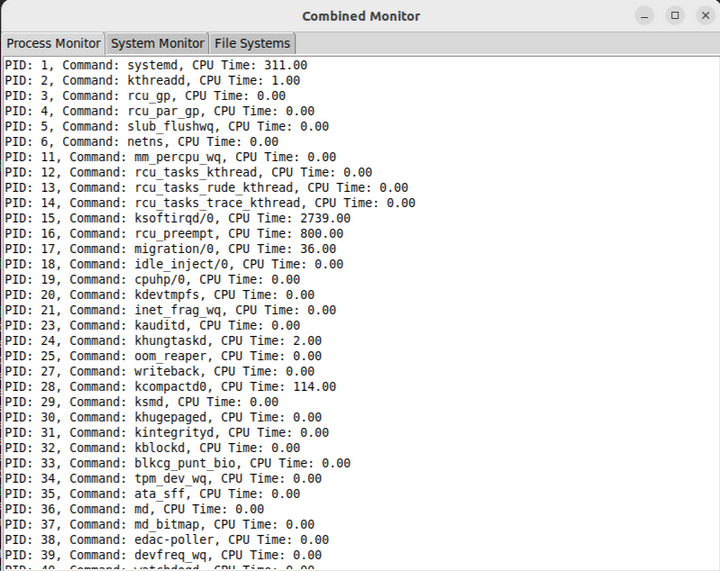 Combined Monitor
Process Monitor System Monitor File Systems
PID: 1, Command: systemd, CPU Time: 311.00
PID: 2, Command: kthreadd, CPU Time: 1.00
PID: 3, Command: rcu_gp, CPU Time: 0.00
PID: 4, Command: rcu_par_gp, CPU Time: 0.00
PID: 5, Command: slub_flushwq, CPU Time: 0.00
PID: 6, Command: netns, CPU Time: 0.00
PID: 11, Command: mm_percpu_wq, CPU Time: 0.00
PID: 12, Command: rcu_tasks_kthread, CPU Time: 0.00
PID: 13, Command: rcu_tasks_rude_kthread, CPU Time: 0.00
PID: 14, Command: rcu_tasks_trace_kthread, CPU Time: 0.00
PID: 15, Command: ksoftirqd/0, CPU Time: 2739.00
PID: 16, Command: rcu_preempt, CPU Time: 800.00
PID: 17, Command: migration/0, CPU Time: 36.00
PID: 18, Command: idle_inject/0, CPU Time: 0.00
PID: 19, Command: cpuhp/0, CPU Time: 0.00
PID: 20, Command: kdevtmpfs, CPU Time: 0.00
PID: 21, Command: inet_frag_wq, CPU Time: 0.00
PID: 23, Command: kauditd, CPU Time: 0.00
PID: 24, Command: khungtaskd, CPU Time: 2.00
PID: 25, Command: oom_reaper, CPU Time: 0.00
PID: 27, Command: writeback, CPU Time: 0.00
PID: 28, Command: kcompactd0, CPU Time: 114.00
PID: 29, Command: ksmd, CPU Time: 0.00
PID: 30, Command: khugepaged, CPU Time: 0.00
PID: 31, Command: kintegrityd, CPU Time: 0.00
PID: 32, Command: kblockd, CPU Time: 0.00
PID: 33, Command: blkcg_punt_bio, CPU Time: 0.00
PID: 34, Command: tpm_dev_wq, CPU Time: 0.00
PID: 35, Command: ata_sff, CPU Time: 0.00
PID: 36, Command: md, CPU Time: 0.00
PID: 37, Command: md_bitmap, CPU Time: 0.00
PID: 38, Command: edac-poller, CPU Time: 0.00
PID: 39, Command: devfreq_wq, CPU Time: 0.00
PID: 40, Command: watchdogd, CPU Time: 0.00